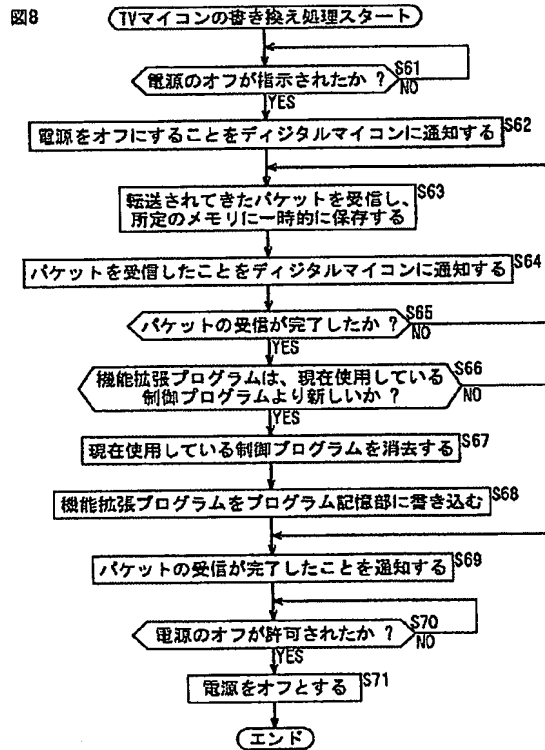 図8
TVマイコンの書き換え処理スタート
電源のオフが指示されたか ?
S61
NO
YES
電源をオフにすることをディジタルマイコンに通知する
S62
転送されてきたパケットを受信し、
所定のメモリに一時的に保存する
S63
パケットを受信したことをディジタルマイコンに通知する
S64
パケットの受信が完了したか ?
S65
NO
YES
機能拡張プログラムは、現在使用している
制御プログラムより新しいか ?
S66
NO
YES
現在使用している制御プログラムを消去する
S67
機能拡張プログラムをプログラム記憶部に書き込む
S68
パケットの受信が完了したことを通知する
S69
電源のオフが許可されたか ?
S70
NO
YES
電源をオフとする
S71
エンド